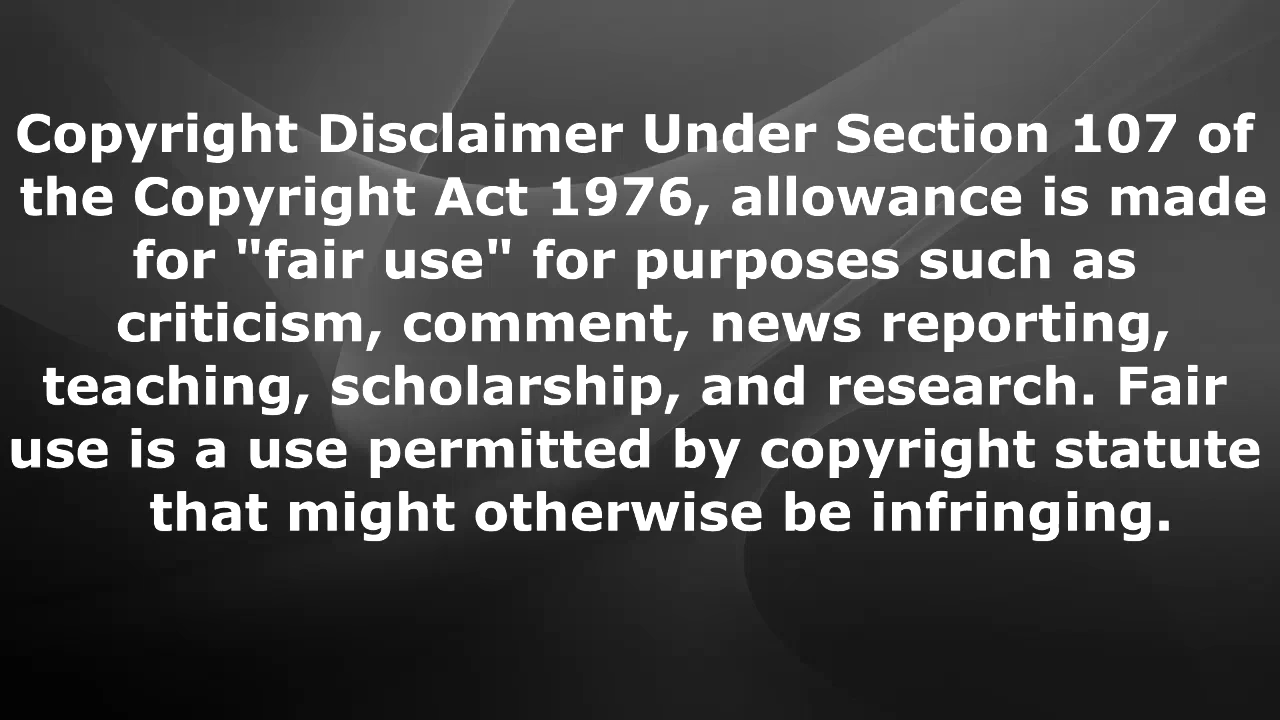 Copyright Disclaimer Under Section 107 of
the Copyright Act 1976, allowance is made
for "fair use" for purposes such as
criticism, comment, news reporting,
teaching, scholarship, and research. Fair
use is a use permitted by copyright statute
that might otherwise be infringing.